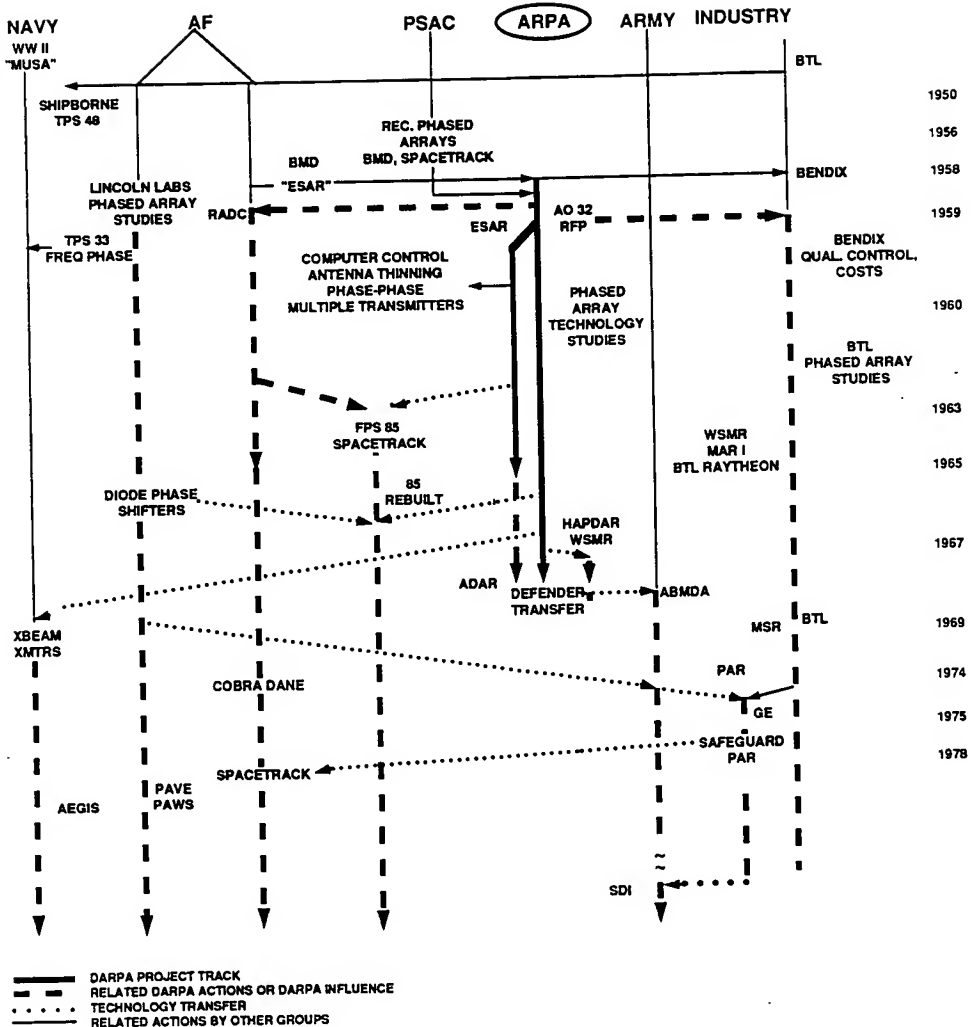 NAVY
AF
PSAC
ARPA
ARMY
INDUSTRY
WW II
"MUSA"
BTL
SHIPBORNE
TPS 48
1950
REC. PHASED
ARRAYS
BMD, SPACETRACK
1956
BMD
"ESAR"
BENDIX
1958
LINCOLN LABS
PHASED ARRAY
STUDIES
RADC
ESAR
AO 32
RFP
1959
TPS 33
FREQ PHASE
COMPUTER CONTROL
ANTENNA THINNING
PHASE-PHASE
MULTIPLE TRANSMITTERS
BENDIX
QUAL. CONTROL,
COSTS
PHASED
ARRAY
TECHNOLOGY
STUDIES
1960
BTL
PHASED ARRAY
STUDIES
FPS 85
SPACETRACK
1963
WSMR
MAR I
BTL RAYTHEON
1965
DIODE PHASE
SHIFTERS
85
REBUILT
HAPDAR
WSMR
1967
ADAR
DEFENDER
TRANSFER
ABMDA
XBEAM
XMTRS
MSR
BTL
1969
COBRA DANE
PAR
1974
GE
1975
SAFEGUARD
PAR
1978
SPACETRACK
AEGIS
PAVE
PAWS
SDI
DARPA PROJECT TRACK
RELATED DARPA ACTIONS OR DARPA INFLUENCE
TECHNOLOGY TRANSFER
RELATED ACTIONS BY OTHER GROUPS